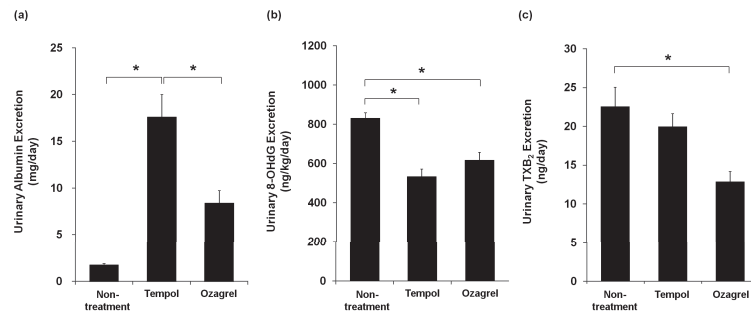 (a)
Urinary Albumin Excretion
(mg/day)
25
20
15
10
5
0
*
*
Non-
treatment
Tempol
Ozagrel
(b)
Urinary 8-OHdG Excretion
(ng/kg/day)
1200
1000
800
600
400
200
0
*
*
Non-
treatment
Tempol
Ozagrel
(c)
Urinary TXB₂ Excretion
(ng/day)
30
25
20
15
10
5
0
*
Non-
treatment
Tempol
Ozagrel